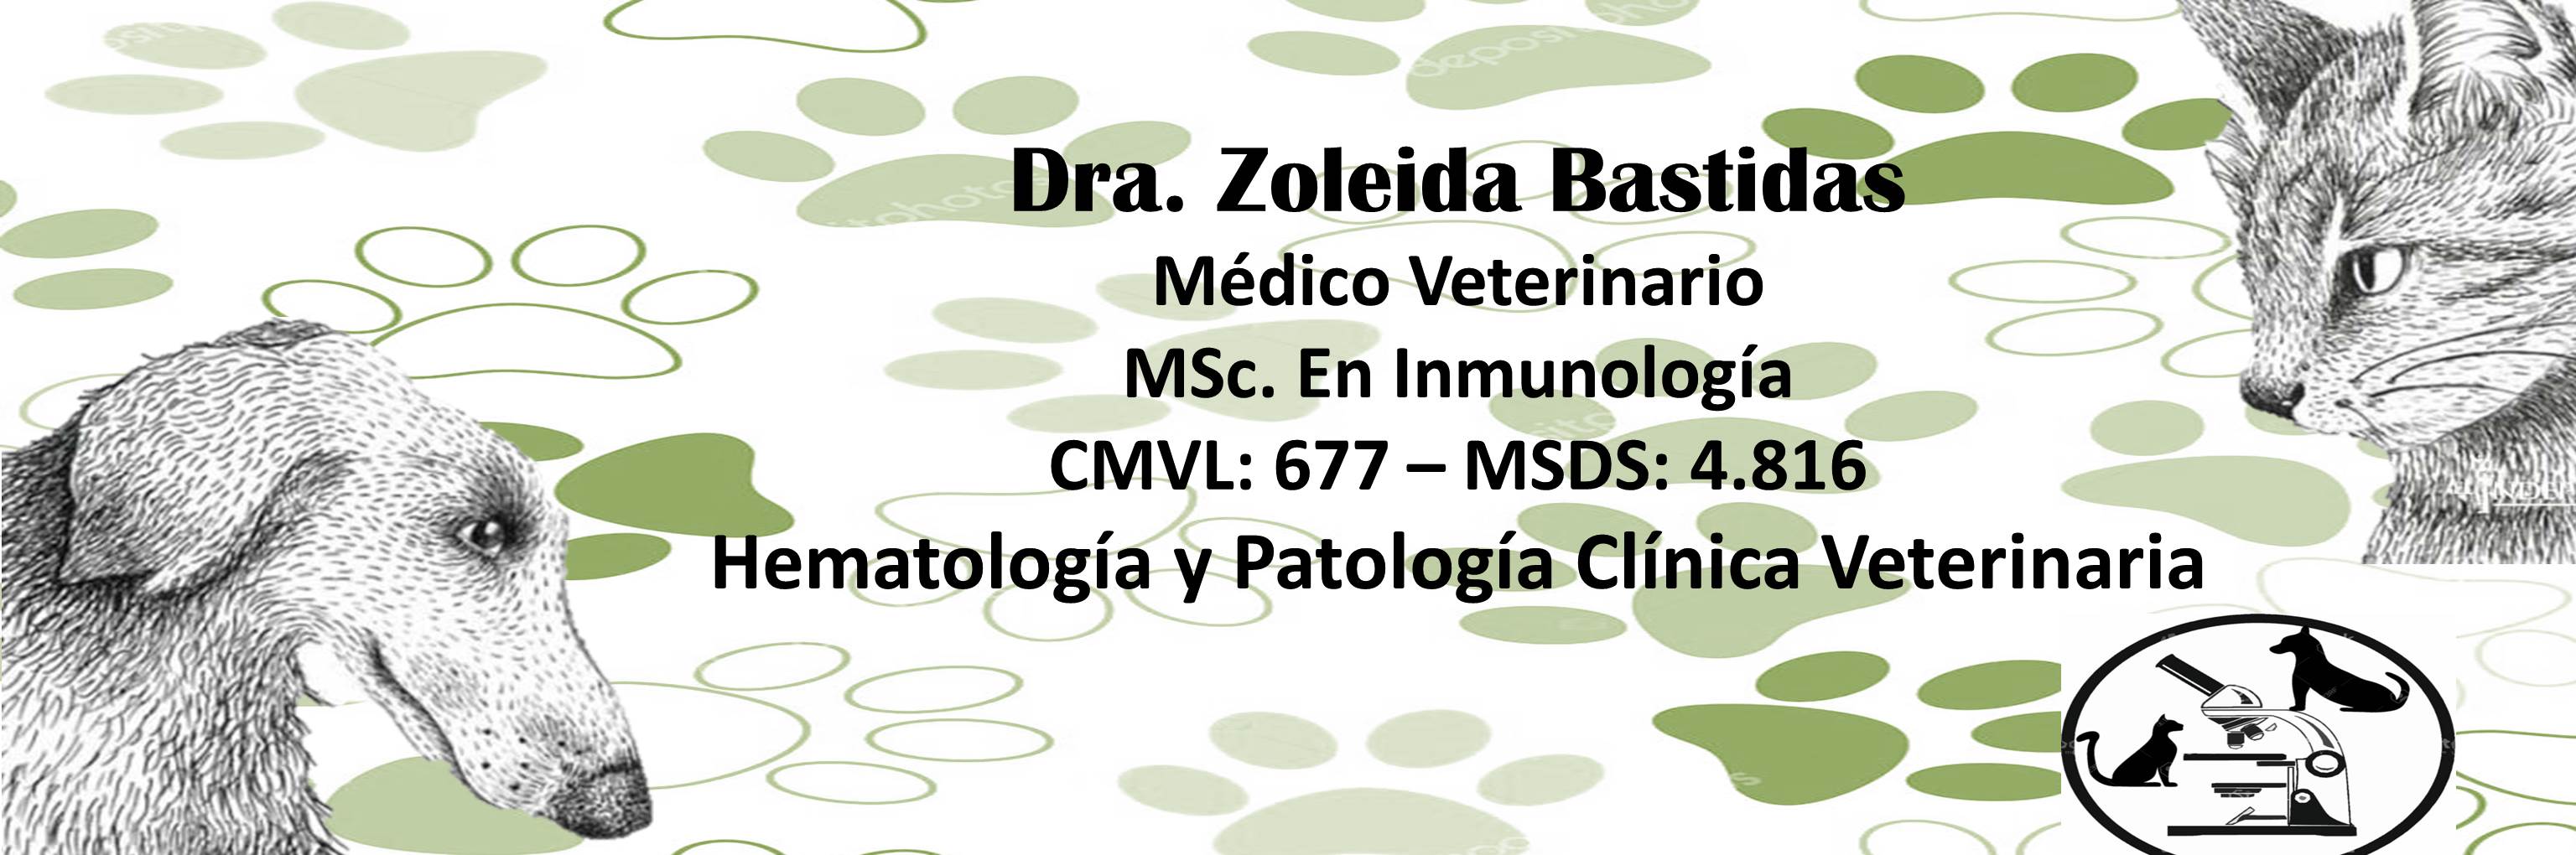 Dra. Zoleida Bastidas
Médico Veterinario
MSc. En Inmunología
CMVL: 677 – MSDS: 4.816
Hematología y Patología Clínica Veterinaria